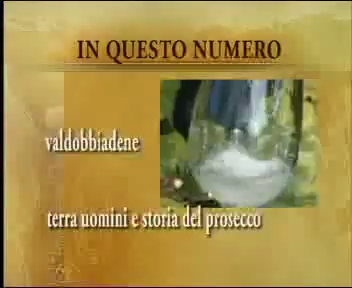 IN QUESTO NUMERO
valdobbiadene
terra uomini e storia del prosecco